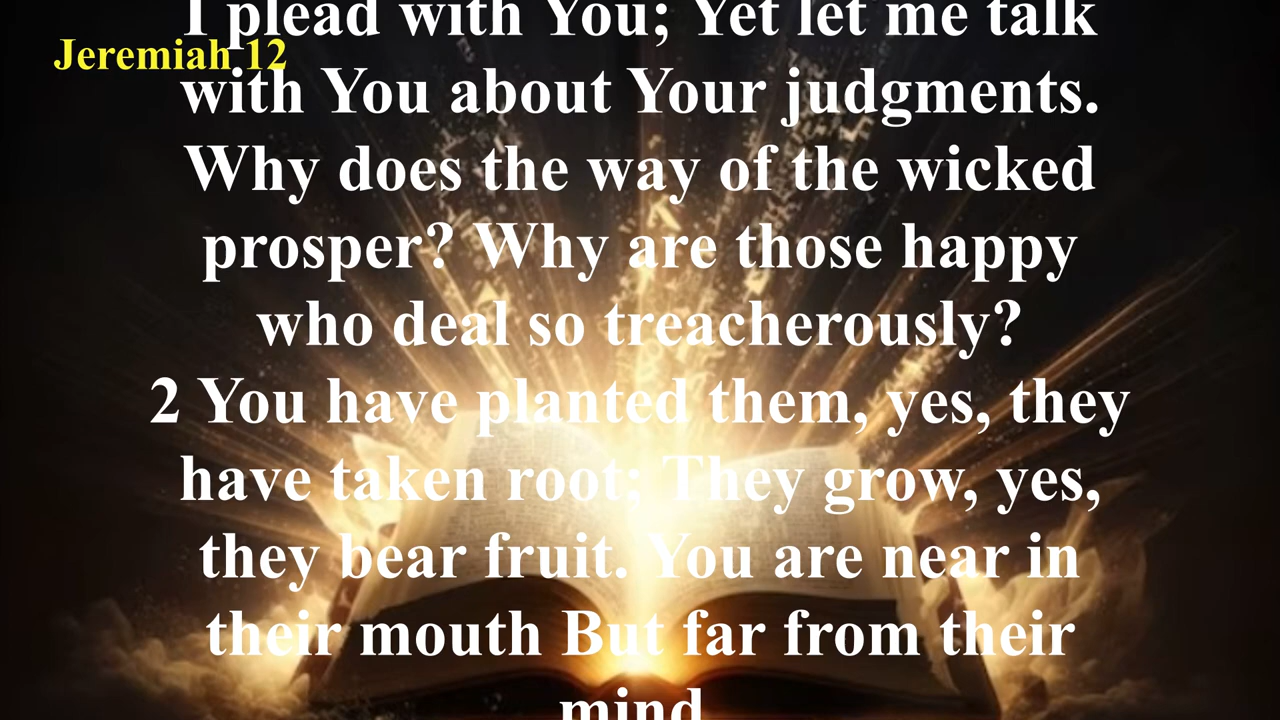 I plead with You; Yet let me talk
Jeremiah 12
with You about Your judgments.
Why does the way of the wicked
prosper? Why are those happy
who deal so treacherously?
2 You have planted them, yes, they
have taken root; They grow, yes,
they bear fruit. You are near in
their mouth But far from their
mind.